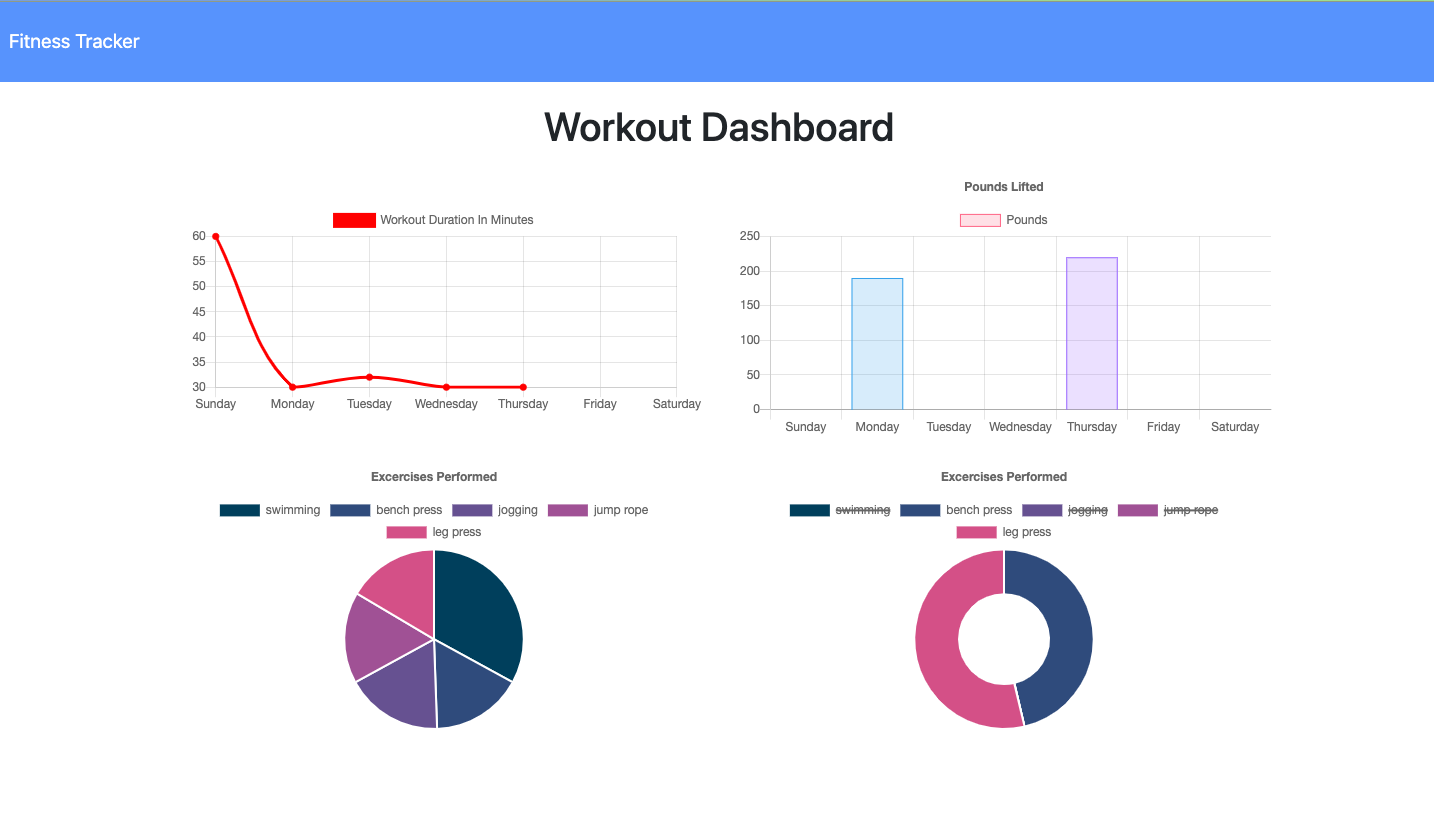 Fitness Tracker
Workout Dashboard
Workout Duration In Minutes
60
55
50
45
40
35
30
Sunday Monday Tuesday Wednesday Thursday Friday Saturday
Pounds Lifted
Pounds
250
200
150
100
50
0
Sunday Monday Tuesday Wednesday Thursday Friday Saturday
Excercises Performed
swimming bench press jogging jump rope
leg press
Excercises Performed
swimming bench press jogging jump rope
leg press